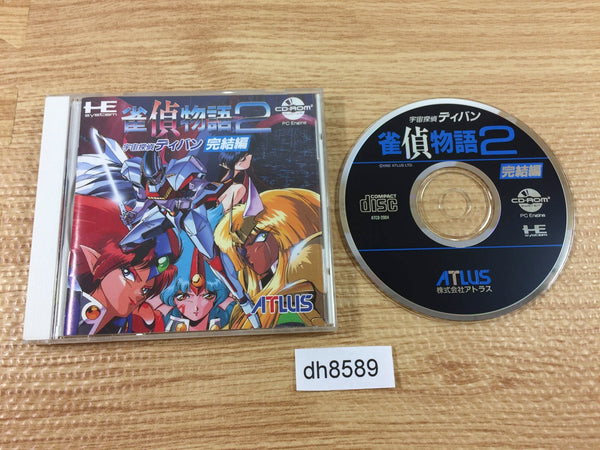 HE
system
CD-ROM²
PC Engine
雀偵物語2
宇宙探偵 ディバン 完結編
ATLUS
宇宙探偵 ディバン
雀偵物語2
完結編
COMPACT
disc
ATCD-2004
CD-ROM²
PC Engine
HE
system
ATLUS
株式会社アトラス
dh8589